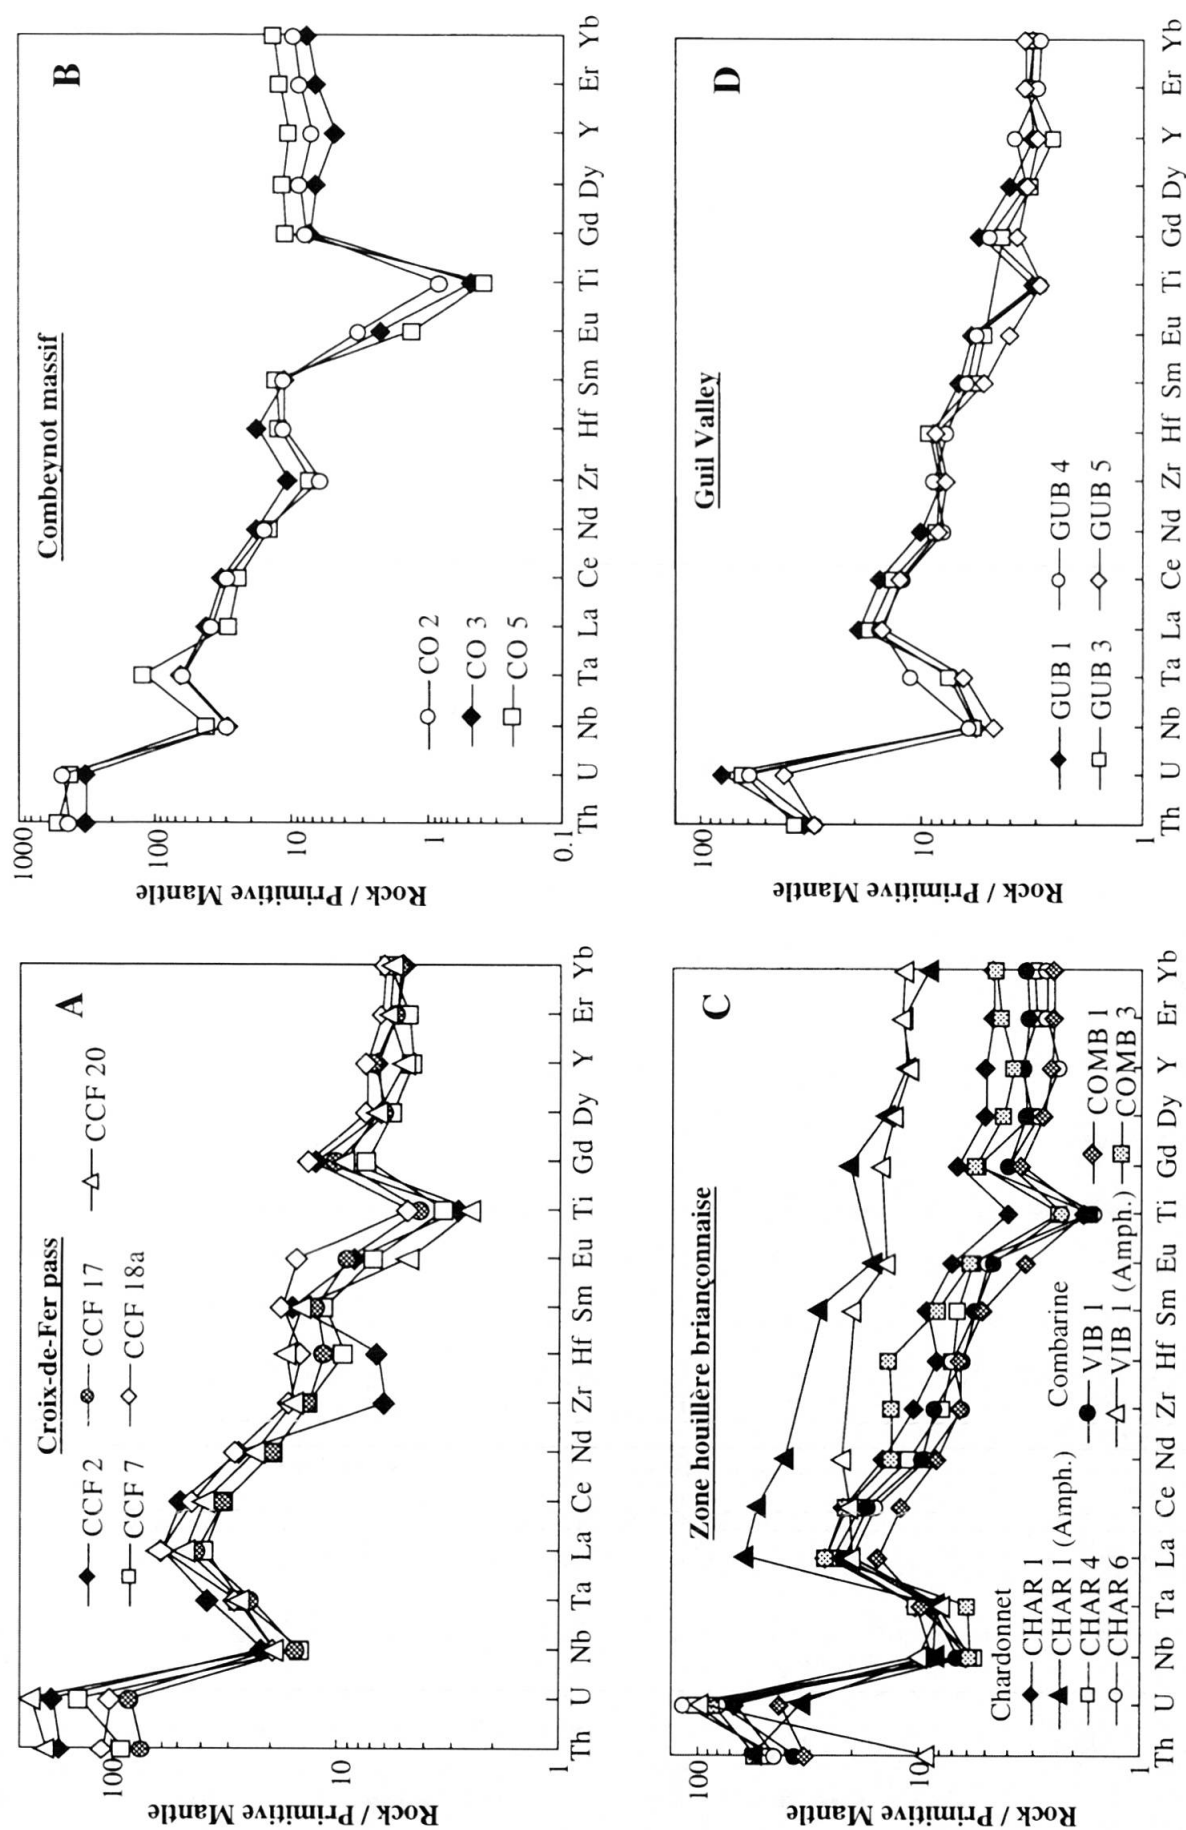 A
Croix-de-Fer pass
CCF 2
CCF 17
CCF 20
CCF 7
CCF 18a
Rock / Primitive Mantle
100
10
1
Th U Nb Ta La Ce Nd Zr Hf Sm Eu Ti Gd Dy Y Er Yb
B
Combeynot massif
CO 2
CO 3
CO 5
Rock / Primitive Mantle
1000
100
10
1
0.1
Th U Nb Ta La Ce Nd Zr Hf Sm Eu Ti Gd Dy Y Er Yb
C
Zone houillère briançonnaise
Chardonnet
CHAR 1
CHAR 1 (Amph.)
CHAR 4
CHAR 6
Combarine
VIB 1
VIB 1 (Amph.)
COMB 1
COMB 3
Rock / Primitive Mantle
100
10
1
Th U Nb Ta La Ce Nd Zr Hf Sm Eu Ti Gd Dy Y Er Yb
D
Guil Valley
GUB 1
GUB 4
GUB 3
GUB 5
Rock / Primitive Mantle
100
10
1
Th U Nb Ta La Ce Nd Zr Hf Sm Eu Ti Gd Dy Y Er Yb